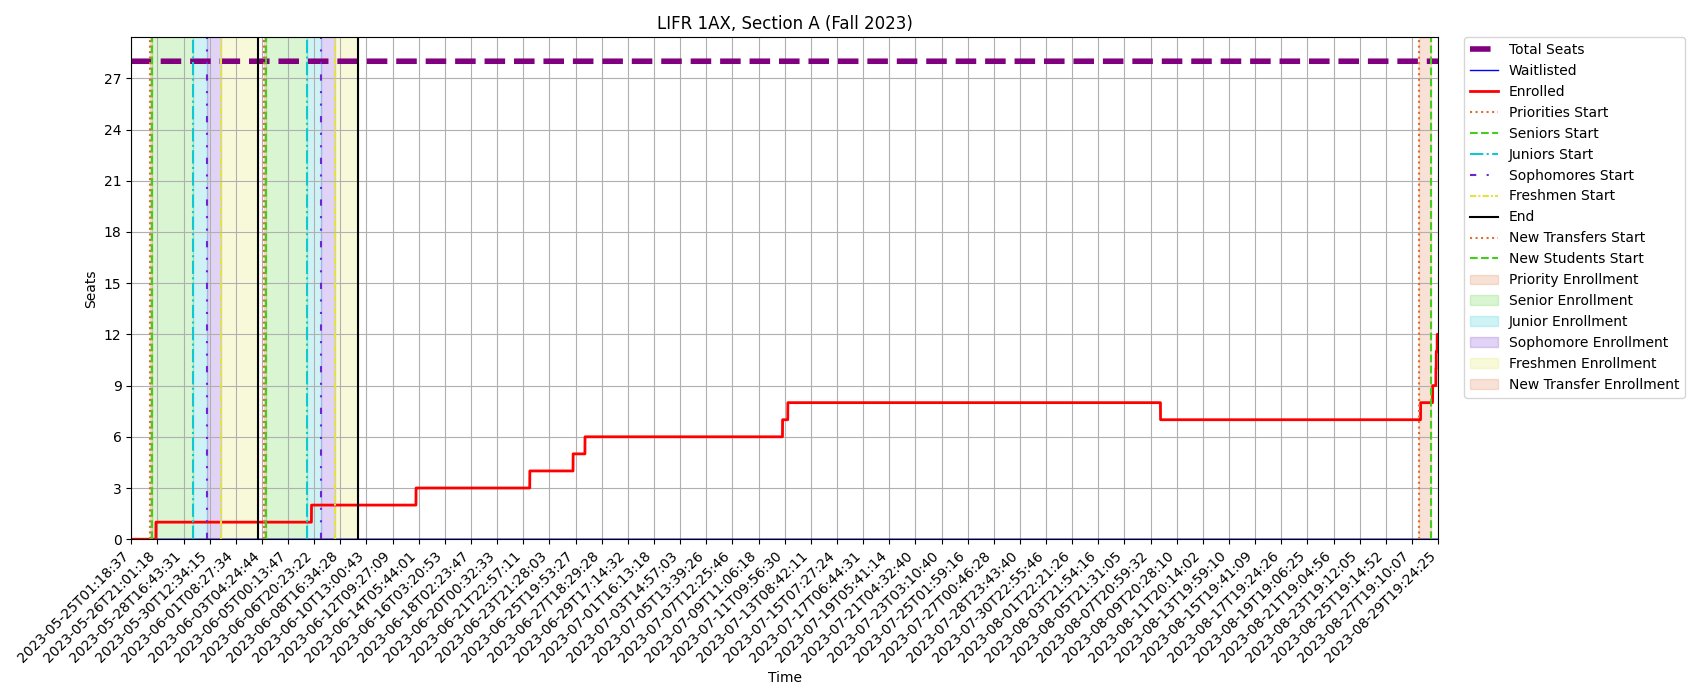 LIFR 1AX, Section A (Fall 2023)
Seats
27
24
21
18
15
12
9
6
3
0
2023-05-25T01:18:37
2023-05-26T21:01:18
2023-05-28T16:43:31
2023-05-30T12:34:15
2023-06-01T08:27:34
2023-06-03T04:24:44
2023-06-05T00:13:47
2023-06-06T20:23:22
2023-06-08T16:34:28
2023-06-10T13:00:43
2023-06-12T09:27:09
2023-06-14T05:44:01
2023-06-16T03:20:53
2023-06-18T02:23:47
2023-06-20T00:32:33
2023-06-21T22:57:11
2023-06-23T21:28:03
2023-06-25T19:53:27
2023-06-27T18:29:28
2023-06-29T17:14:32
2023-07-01T16:13:18
2023-07-03T14:57:03
2023-07-05T13:39:26
2023-07-07T12:25:46
2023-07-09T11:06:18
2023-07-11T09:56:30
2023-07-13T08:42:11
2023-07-15T07:27:24
2023-07-17T06:44:31
2023-07-19T05:41:14
2023-07-21T04:32:40
2023-07-23T03:10:40
2023-07-25T01:59:16
2023-07-27T00:46:28
2023-07-28T23:43:40
2023-07-30T22:55:46
2023-08-01T22:21:26
2023-08-03T21:54:16
2023-08-05T21:31:05
2023-08-07T20:59:32
2023-08-09T20:28:10
2023-08-11T20:14:02
2023-08-13T19:59:10
2023-08-15T19:41:09
2023-08-17T19:24:26
2023-08-19T19:06:25
2023-08-21T19:04:56
2023-08-23T19:12:05
2023-08-25T19:14:52
2023-08-27T19:10:07
2023-08-29T19:24:25
Time
Total Seats
Waitlisted
Enrolled
Priorities Start
Seniors Start
Juniors Start
Sophomores Start
Freshmen Start
End
New Transfers Start
New Students Start
Priority Enrollment
Senior Enrollment
Junior Enrollment
Sophomore Enrollment
Freshmen Enrollment
New Transfer Enrollment